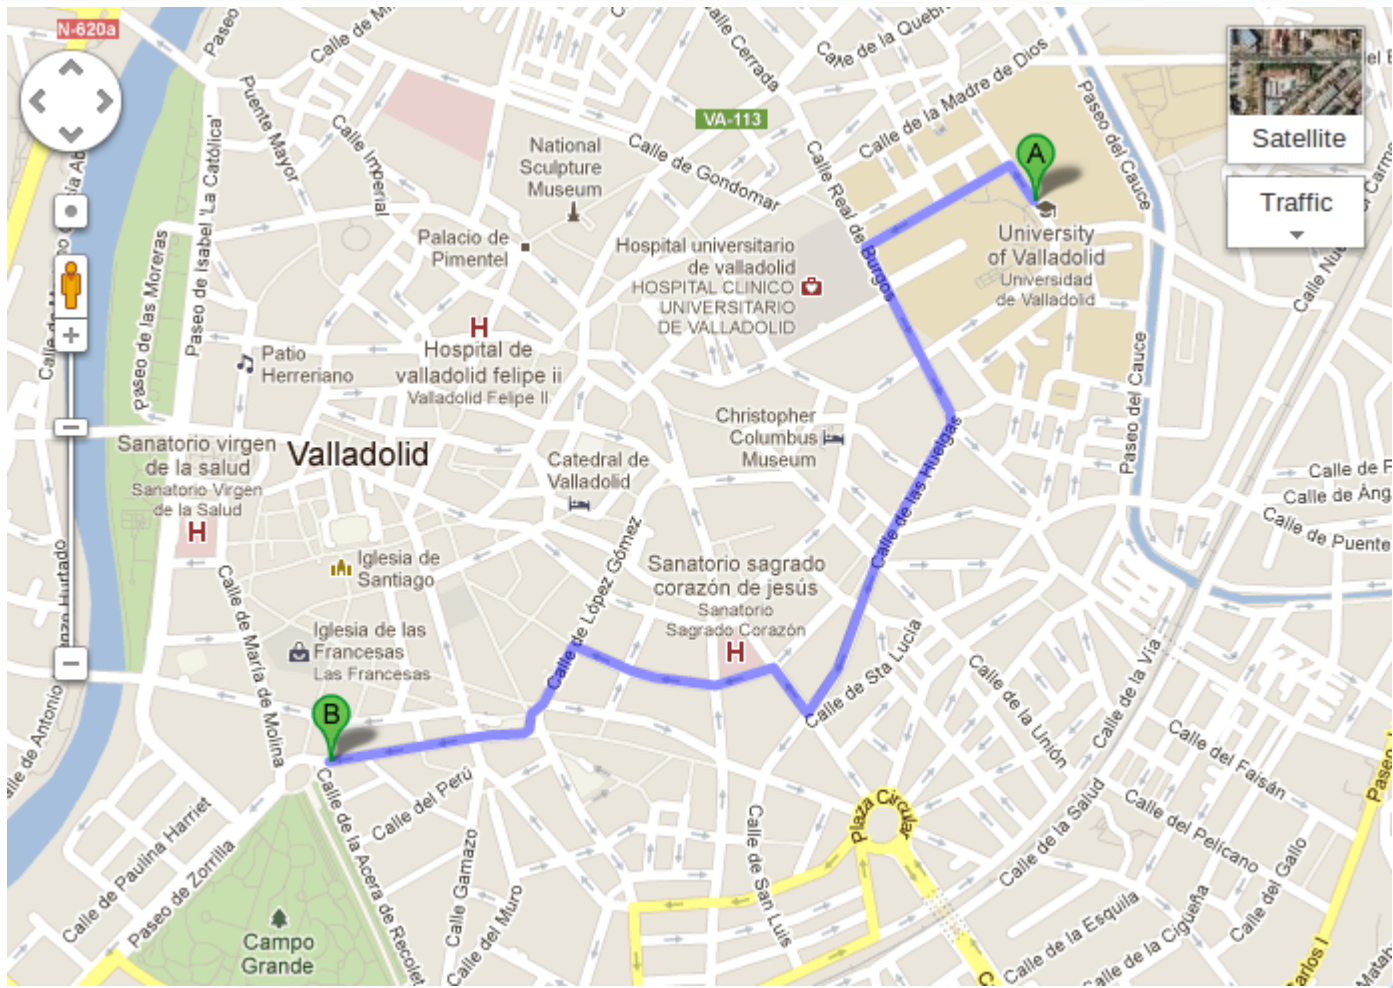 N-620a
Paseo
Calle de Mi
Calle Cerrada
Calle de la Quebra
Calle de la Madre de Dios
Paseo del Cauce
Satellite
Traffic
VA-113
Puente Mayor
Calle Imperial
National
Sculpture
Museum
Calle de Gondomar
Calle Real de Burgos
A
University
of Valladolid
Universidad
de Valladolid
Calle Nue
Paseo de Isabel 'La Católica'
Paseo de las Moreras
Palacio de
Pimentel
Hospital universitario
de valladolid
HOSPITAL CLINICO
UNIVERSITARIO
DE VALLADOLID
Patio
Herreriano
H
Hospital de
valladolid felipe ii
Valladolid Felipe II
Paseo del Cauce
Sanatorio virgen
de la salud
Sanatorio Virgen
de la Salud
H
Valladolid
Catedral de
Valladolid
Christopher
Columbus
Museum
Calle de las Huelgas
Calle de P
Calle de Áng
Calle de Puente
Iglesia de
Santiago
Calle de López Gómez
Sanatorio sagrado
corazón de jesús
Sanatorio
Sagrado Corazón
H
Calle de María de Molina
Iglesia de las
Francesas
Las Francesas
Calle de Sta Lucía
Calle de la Unión
Calle de la Vía
B
Calle de Antonio
Calle del Perú
Calle de la Acera de Recolet
Calle de Paulina Harriet
Paseo de Zorrilla
Calle Gamazo
Calle del Muro
Calle de San Luis
Plaza Circular
Calle de la Salud
Calle del Faisán
Calle del Pelícano
Calle del Gallo
Calle de la Esquila
Calle de la Cigueña
Carlos I
Campo
Grande